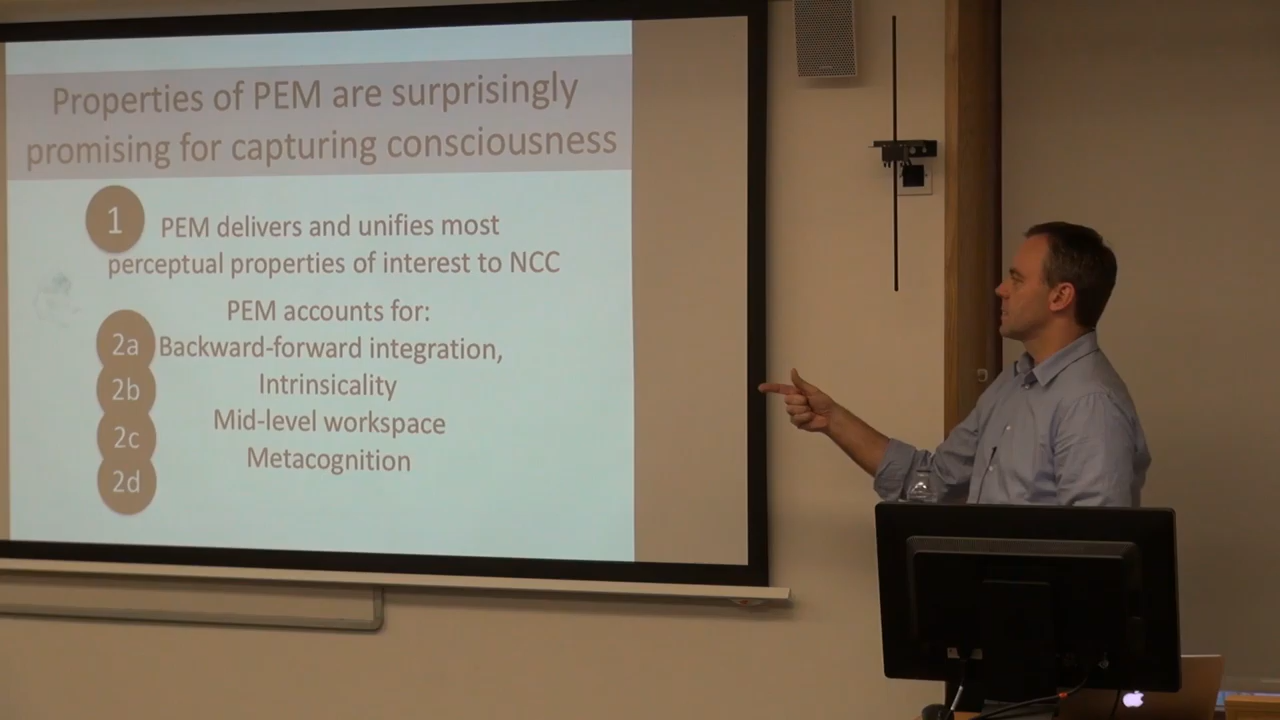 Properties of PEM are surprisingly
promising for capturing consciousness
1
PEM delivers and unifies most
perceptual properties of interest to NCC
PEM accounts for:
2a Backward-forward integration,
2b Intrinsicality
2c Mid-level workspace
2d Metacognition